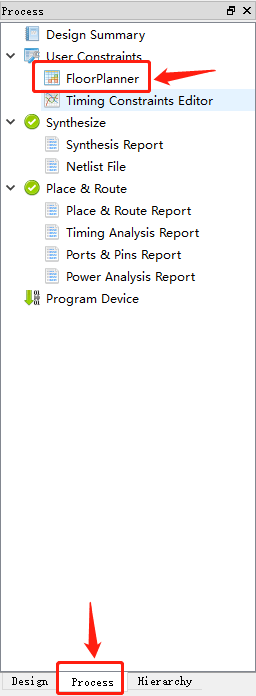 Process
Design Summary
User Constraints
FloorPlanner
Timing Constraints Editor
Synthesize
Synthesis Report
Netlist File
Place & Route
Place & Route Report
Timing Analysis Report
Ports & Pins Report
Power Analysis Report
Program Device
Design Process Hierarchy